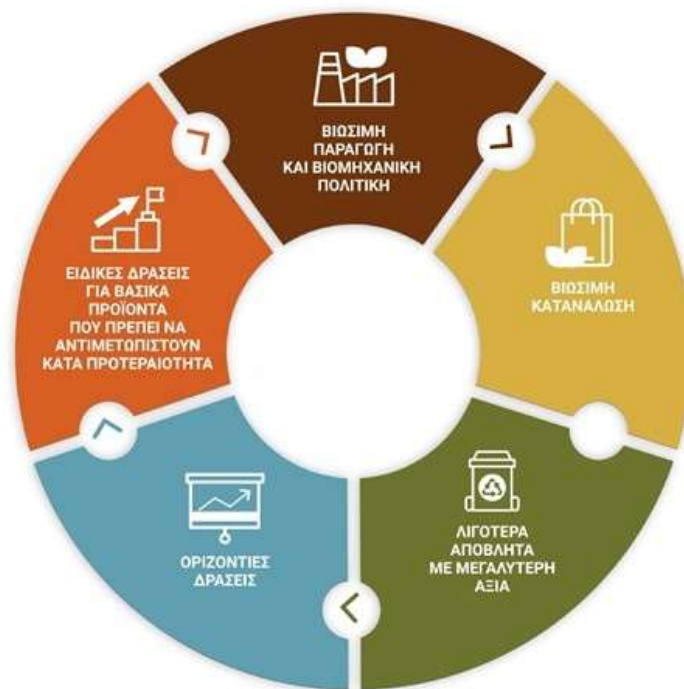 ΒΙΩΣΙΜΗ
ΠΑΡΑΓΩΓΗ
ΚΑΙ ΒΙΟΜΗΧΑΝΙΚΗ
ΠΟΛΙΤΙΚΗ
ΒΙΩΣΙΜΗ
ΚΑΤΑΝΑΛΩΣΗ
ΛΙΓΟΤΕΡΑ
ΑΠΟΒΛΗΤΑ
ΜΕ ΜΕΓΑΛΥΤΕΡΗ
ΑΞΙΑ
ΟΡΙΖΟΝΤΙΕΣ
ΔΡΑΣΕΙΣ
ΕΙΔΙΚΕΣ ΔΡΑΣΕΙΣ
ΓΙΑ ΒΑΣΙΚΑ
ΠΡΟΪΟΝΤΑ
ΠΟΥ ΠΡΕΠΕΙ ΝΑ
ΑΝΤΙΜΕΤΩΠΙΣΤΟΥΝ
ΚΑΤΑ ΠΡΟΤΕΡΑΙΟΤΗΤΑ